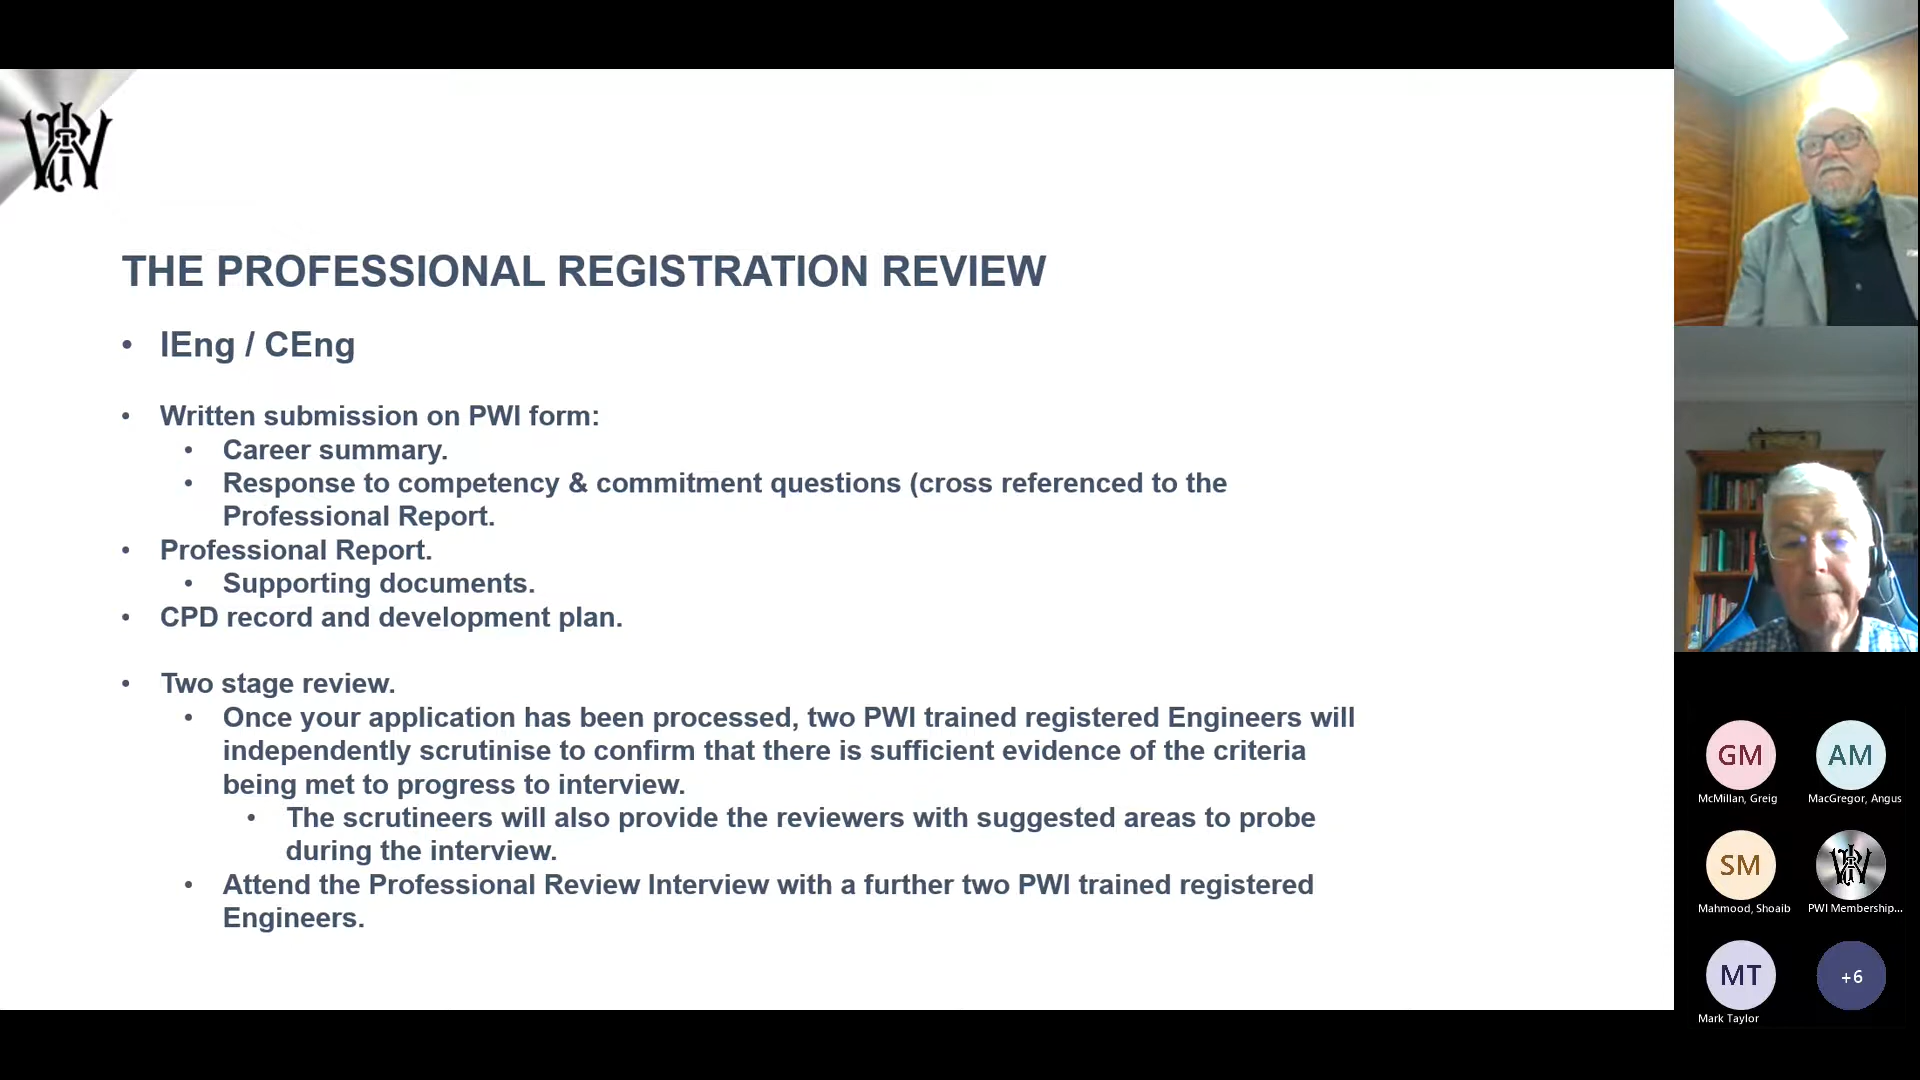 THE PROFESSIONAL REGISTRATION REVIEW
• IEng / CEng
• Written submission on PWI form:
• Career summary.
• Response to competency & commitment questions (cross referenced to the
Professional Report.
• Professional Report.
• Supporting documents.
• CPD record and development plan.
• Two stage review.
• Once your application has been processed, two PWI trained registered Engineers will
independently scrutinise to confirm that there is sufficient evidence of the criteria
being met to progress to interview.
• The scrutineers will also provide the reviewers with suggested areas to probe
during the interview.
• Attend the Professional Review Interview with a further two PWI trained registered
Engineers.
GM
McMillan, Greig
AM
MacGregor, Angus
SM
Mahmood, Shoaib
PWI Membership...
MT
Mark Taylor
+6